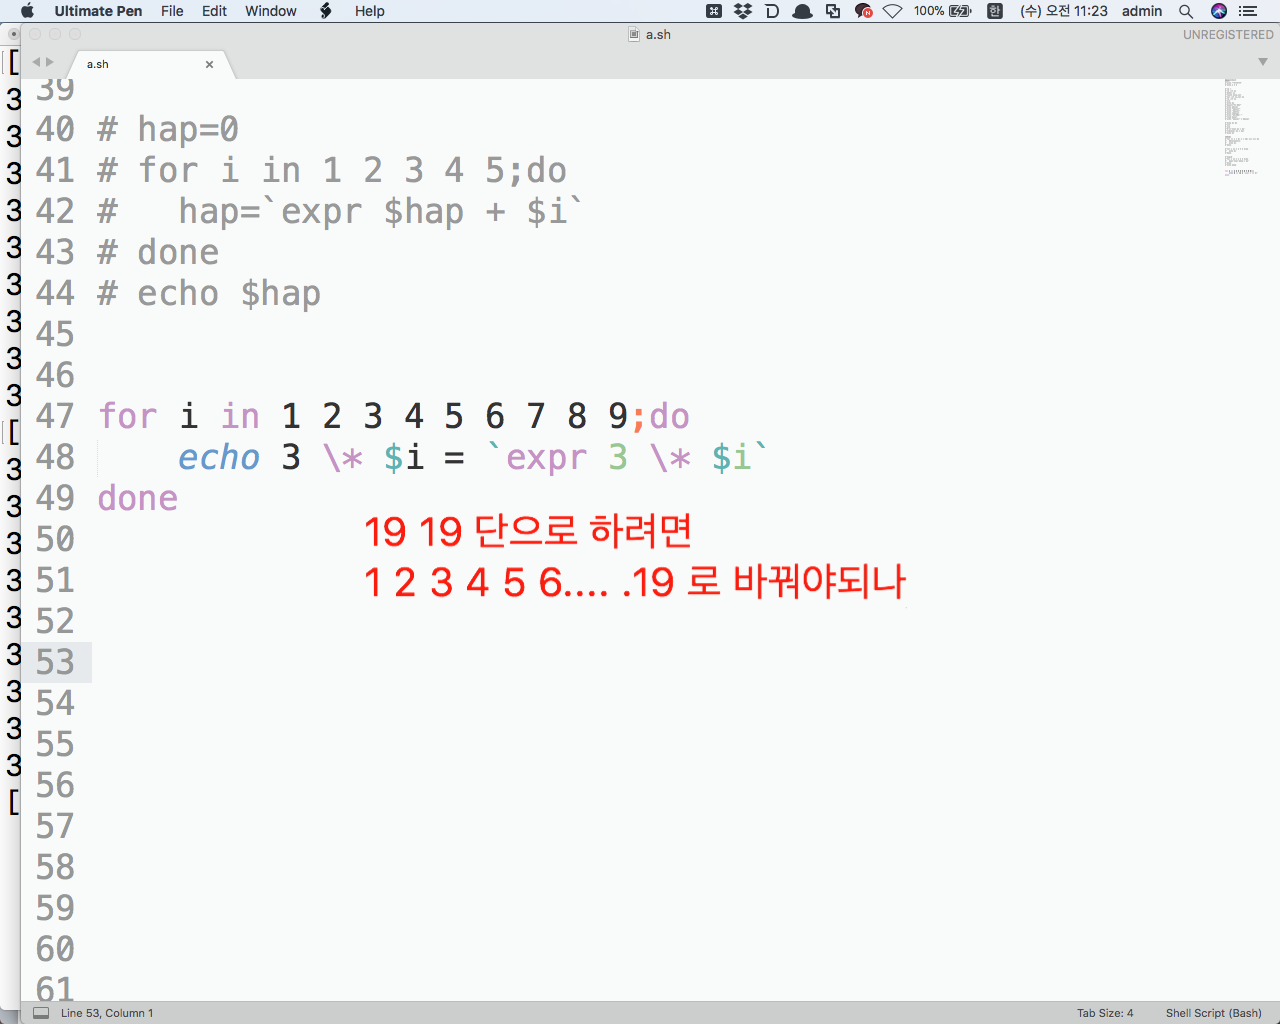 Ultimate Pen File Edit Window Help 100% 한 (수) 오전 11:23 admin
a.sh UNREGISTERED
a.sh ×
39
40 # hap=0
41 # for i in 1 2 3 4 5;do
42 #   hap=`expr $hap + $i`
43 # done
44 # echo $hap
45
46
47 for i in 1 2 3 4 5 6 7 8 9;do
48     echo 3 \* $i = `expr 3 \* $i`
49 done
50 19 19 단으로 하려면
51 1 2 3 4 5 6.... .19 로 바꿔야되나
52
53
54
55
56
57
58
59
60
61
Line 53, Column 1 Tab Size: 4 Shell Script (Bash)